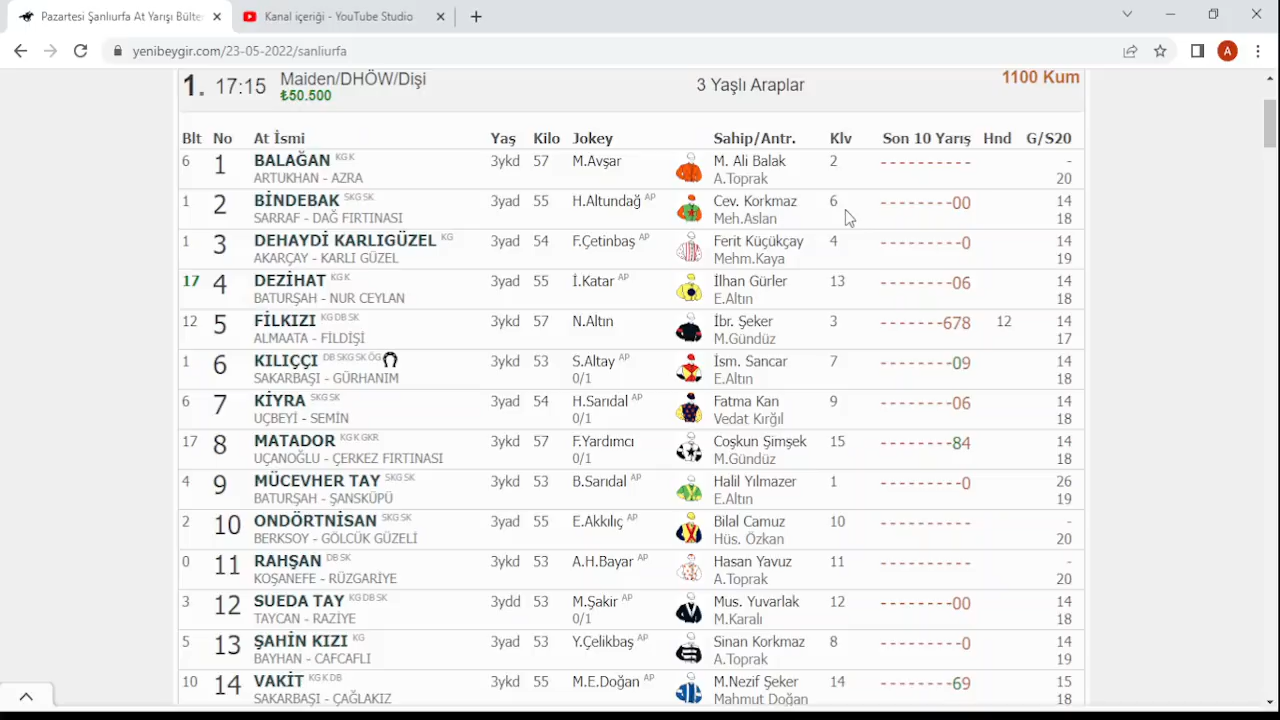 Pazartesi Şanlıurfa At Yarışı Bülte
Kanal içeriği - YouTube Studio
yenibeygir.com/23-05-2022/sanliurfa
A
1. 17:15 Maiden/DHÖW/Dişi 3 Yaşlı Araplar 1100 Kum
₺50.500
Blt No At İsmi Yaş Kilo Jokey Sahip/Antr. Klv Son 10 Yarış Hnd G/S20
6 1 BALAĞAN KG K 3ykd 57 M.Avşar M. Ali Balak 2 ---------- -
ARTUKHAN - AZRA A.Toprak 20
1 2 BİNDEBAK SKG SK 3yad 55 H.Altundağ AP Cev. Korkmaz 6 --------00 14
SARRAF - DAĞ FIRTINASI Meh.Aslan 18
1 3 DEHAYDİ KARLIGÜZEL KG 3yad 54 F.Çetinbaş AP Ferit Küçükçay 4 ---------0 14
AKARÇAY - KARLI GÜZEL Mehm.Kaya 19
17 4 DEZİHAT KG K 3yad 55 İ.Katar AP İlhan Gürler 13 --------06 14
BATURŞAH - NUR CEYLAN E.Altın 18
12 5 FİLKIZI KG DB SK 3ykd 57 N.Altın İbr. Şeker 3 -------678 12 14
ALMAATA - FİLDİŞİ M.Gündüz 17
1 6 KILIÇÇI DB SKG SK ÖG 3ykd 53 S.Altay AP İsm. Sancar 7 --------09 14
SAKARBAŞI - GÜRHANIM 0/1 E.Altın 18
6 7 KİYRA SKG SK 3yad 54 H.Sarıdal AP Fatma Kan 9 --------06 14
UÇBEYİ - SEMİN 0/1 Vedat Kırğıl 18
17 8 MATADOR KG K GKR 3ykd 57 F.Yardımcı Coşkun Şimşek 15 --------84 14
UÇANOĞLU - ÇERKEZ FIRTINASI 0/1 M.Gündüz 18
4 9 MÜCEVHER TAY SKG SK 3ykd 53 B.Sarıdal AP Halil Yılmazer 1 ---------0 26
BATURŞAH - ŞANSKÜPÜ E.Altın 19
2 10 ONDÖRTNİSAN SKG SK 3yad 55 E.Akkılıç AP Bilal Camuz 10 ---------- -
BERKSOY - GÖLCÜK GÜZELİ Hüs. Özkan 20
0 11 RAHŞAN DB SK 3ykd 53 A.H.Bayar AP Hasan Yavuz 11 ---------- -
KOŞANEFE - RÜZGARİYE A.Toprak 20
3 12 SUEDA TAY KG DB SK 3ydd 53 M.Şakır AP Mus. Yuvarlak 12 --------00 14
TAYCAN - RAZİYE 0/1 M.Karalı 18
5 13 ŞAHİN KIZI KG 3yad 53 Y.Çelikbaş AP Sinan Korkmaz 8 ---------0 14
BAYHAN - CAFCAFLI A.Toprak 19
10 14 VAKİT KG K DB 3ykd 55 M.E.Doğan AP M.Nezif Şeker 14 --------69 15
SAKARBAŞI - ÇAĞLAKIZ Mahmut Doğan 18